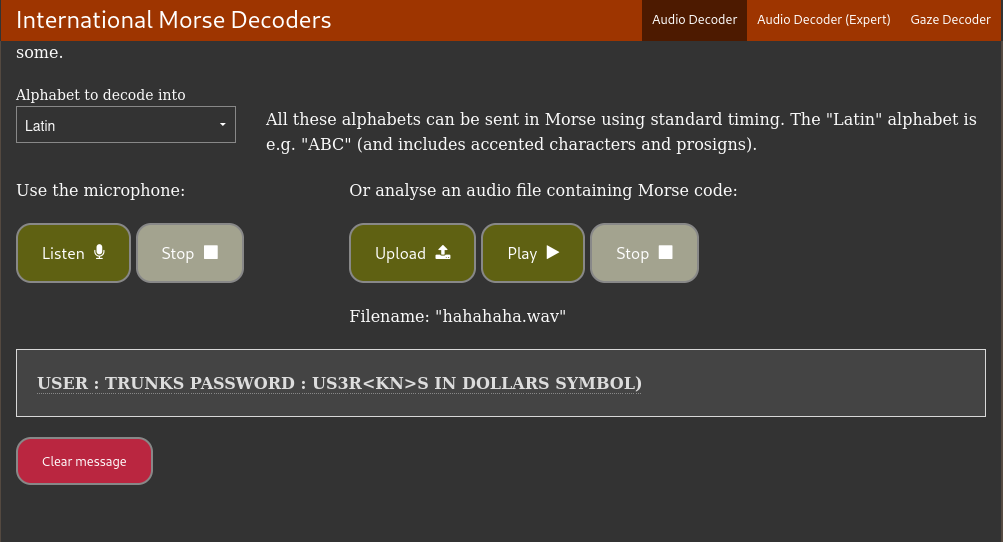 International Morse Decoders
Audio Decoder
Audio Decoder (Expert)
Gaze Decoder
some.
Alphabet to decode into
Latin
All these alphabets can be sent in Morse using standard timing. The "Latin" alphabet is
e.g. "ABC" (and includes accented characters and prosigns).
Use the microphone:
Or analyse an audio file containing Morse code:
Listen
Stop
Upload
Play
Stop
Filename: "hahahaha.wav"
USER : TRUNKS PASSWORD : US3R<KN>S IN DOLLARS SYMBOL)
Clear message